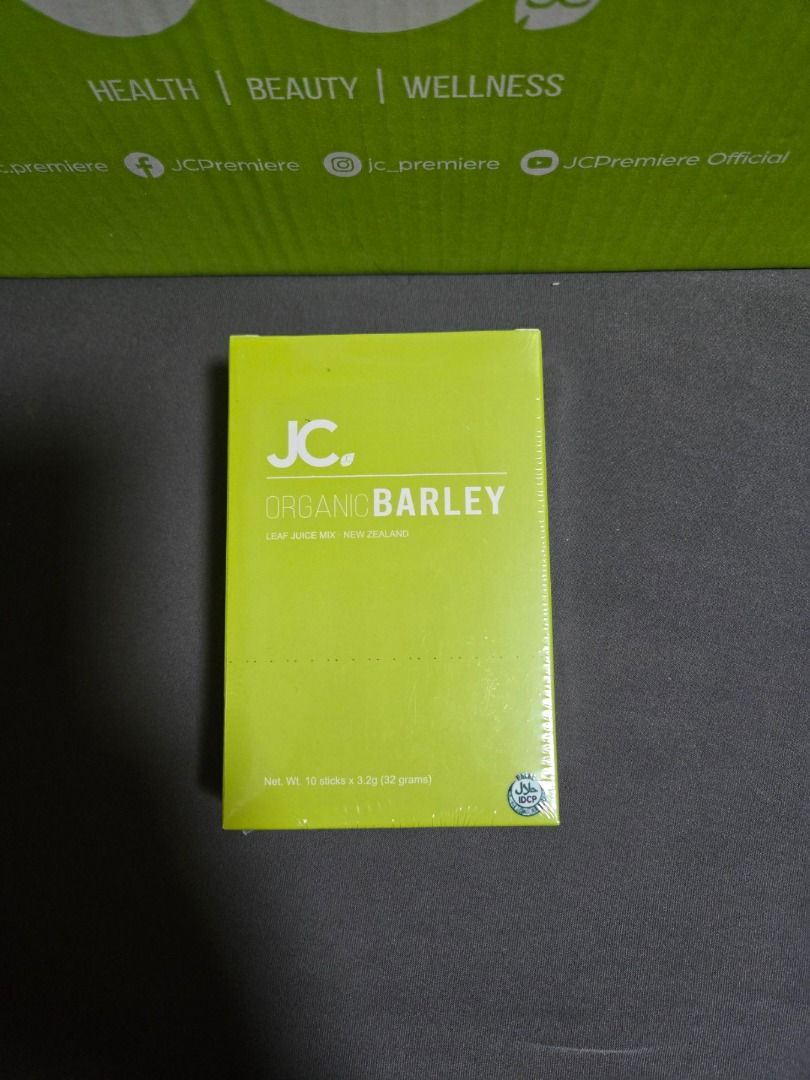 HEALTH | BEAUTY | WELLNESS
.premiere JCPremiere jc_premiere JCPremiere Official
JC
ORGANIC BARLEY
LEAF JUICE MIX - NEW ZEALAND
Net. Wt. 10 sticks x 3.2g (32 grams)
حلال
IDCP